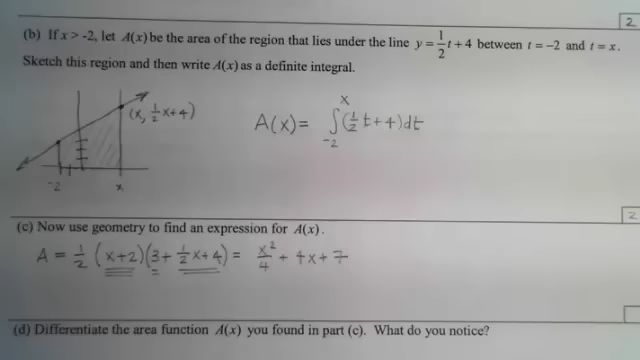 2
(b) If x > -2, let A(x) be the area of the region that lies under the line y = 1/2 t + 4 between t = -2 and t = x.
Sketch this region and then write A(x) as a definite integral.
(x, 1/2 x+4)
A(x) = ∫_{-2}^{x} (1/2 t + 4) dt
-2 x
2
(c) Now use geometry to find an expression for A(x).
A = 1/2 (x+2)(3 + 1/2 x + 4) = x²/4 + 4x + 7
(d) Differentiate the area function A(x) you found in part (c). What do you notice?